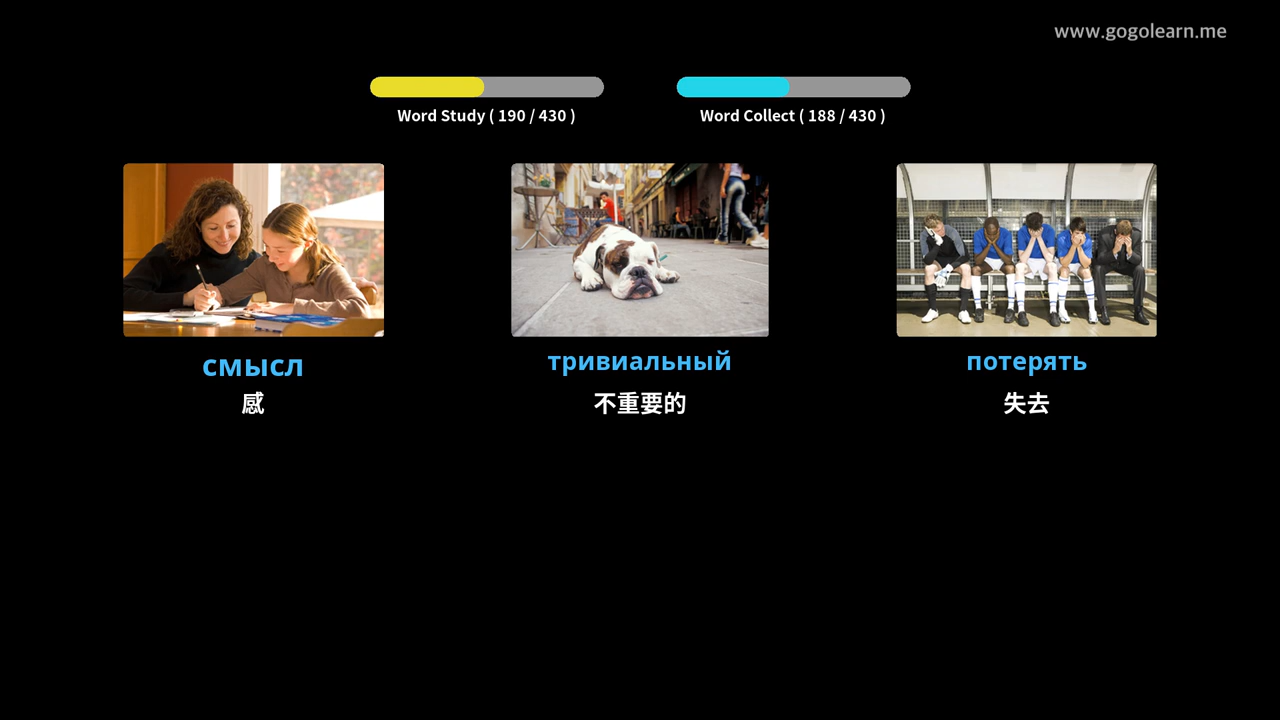 www.gogolearn.me
Word Study ( 190 / 430 )
Word Collect ( 188 / 430 )
смысл
тривиальный
потерять
感
不重要的
失去